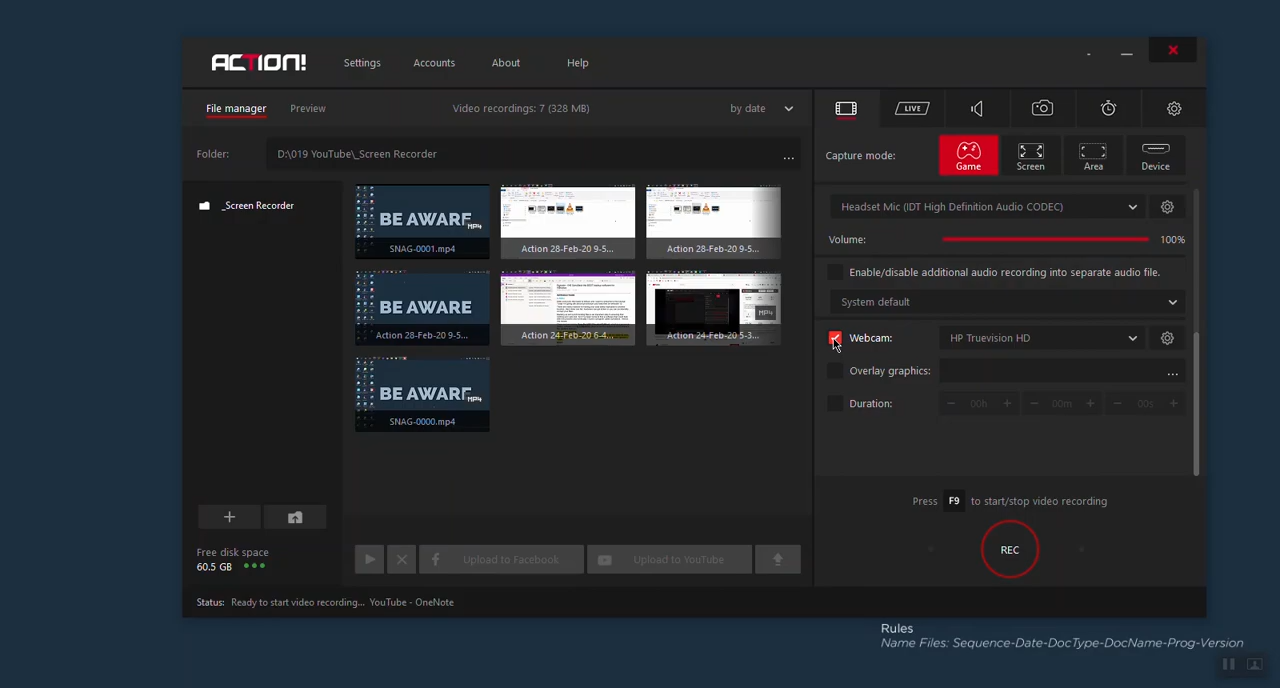 ACTION!
Settings
Accounts
About
Help
File manager
Preview
Video recordings: 7 (328 MB)
by date
LIVE
Folder:
D:\019 YouTube\_Screen Recorder
...
Capture mode:
Game
Screen
Area
Device
_Screen Recorder
BE AWARE
MP4
SNAG-0001.mp4
Action 28-Feb-20 9-5...
Action 28-Feb-20 9-5...
Headset Mic (IDT High Definition Audio CODEC)
Volume:
100%
Enable/disable additional audio recording into separate audio file.
System default
BE AWARE
Action 28-Feb-20 9-5...
Action 24-Feb-20 6-4...
MP4
Action 24-Feb-20 5-3...
Webcam:
HP Truevision HD
Overlay graphics:
...
Duration:
00h
00m
00s
BE AWARE
MP4
SNAG-0000.mp4
Press F9 to start/stop video recording
REC
Free disk space
60.5 GB
Upload to Facebook
Upload to YouTube
Status: Ready to start video recording... YouTube - OneNote
Rules
Name Files: Sequence-Date-DocType-DocName-Prog-Version